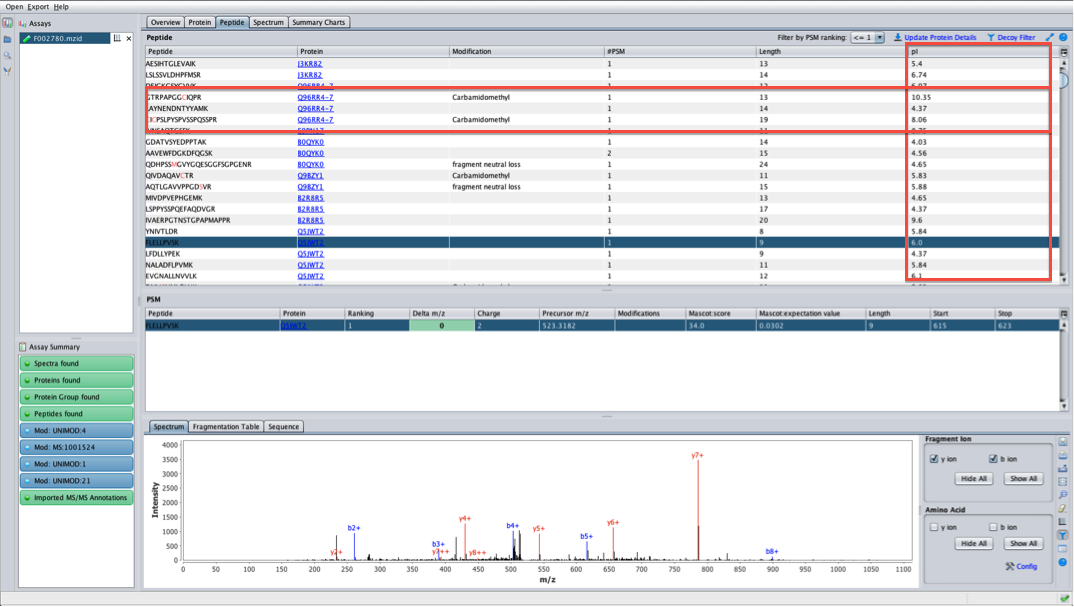 Open Export Help
Assays
F002780.mzid
Overview Protein Peptide Spectrum Summary Charts
Peptide
Filter by PSM ranking: <= 1 Update Protein Details Decoy Filter
Peptide Protein Modification #PSM Length pI
AESIHTGLEVAIK J3KR82 1 13 5.4
LSLSSVLDHPFMSR J3KR82 1 14 6.74
Q96RR4-7
GTRPAPGGCIQPR Q96RR4-7 Carbamidomethyl 1 13 10.35
LAYNENDNTYYAMK Q96RR4-7 1 14 4.37
PSLPYSPVSSPQSSPR Q96RR4-7 Carbamidomethyl 1 19 8.06
GDATVSYEDPPTAK B0QYK0 1 14 4.03
AAVEWFDGKDFQGSK B0QYK0 2 15 4.56
QDHPSSMGVYGQESGGFSGPGENR B0QYK0 fragment neutral loss 1 24 4.65
QIVDAQAVCTR Q9BZY1 Carbamidomethyl 1 11 5.83
AQTLGAVVPPGDSVR Q9BZY1 fragment neutral loss 1 15 5.88
MIVDPVEPHGEMK B2R8R5 1 13 4.65
LSPPYSSPQEFAQDVGR B2R8R5 1 17 4.37
IVAERPGTNSTGPAPMAPPR B2R8R5 1 20 9.6
YNIVTLDR Q5JWT2 1 8 5.84
FLELLPVSK Q5JWT2 1 9 6.0
LFDLLYPEK Q5JWT2 1 9 4.37
NALADFLPVMK Q5JWT2 1 11 5.84
EVGNALLNVVLK Q5JWT2 1 12 6.1
PSM
Peptide Protein Ranking Delta m/z Charge Precursor m/z Modifications Mascot:score Mascot:expectation value Length Start Stop
FLELLPVSK Q5JWT2 1 0 2 523.3182 34.0 0.0302 9 615 623
Assay Summary
Spectra found
Proteins found
Protein Group found
Peptides found
Mod: UNIMOD:4
Mod: MS:1001524
Mod: UNIMOD:1
Mod: UNIMOD:21
Imported MS/MS Annotations
Spectrum Fragmentation Table Sequence
4000
3500
3000
2500
2000
1500
1000
500
0
Intensity
y2+ b2+ b3+ y7++ y4+ y8++ b4+ y5+ b5+ y6+ y7+ b8+
0 50 100 150 200 250 300 350 400 450 500 550 600 650 700 750 800 850 900 950 1000 1050 1100
m/z
Fragment Ion
y ion b ion
Hide All Show All
Amino Acid
y ion b ion
Hide All Show All
Config